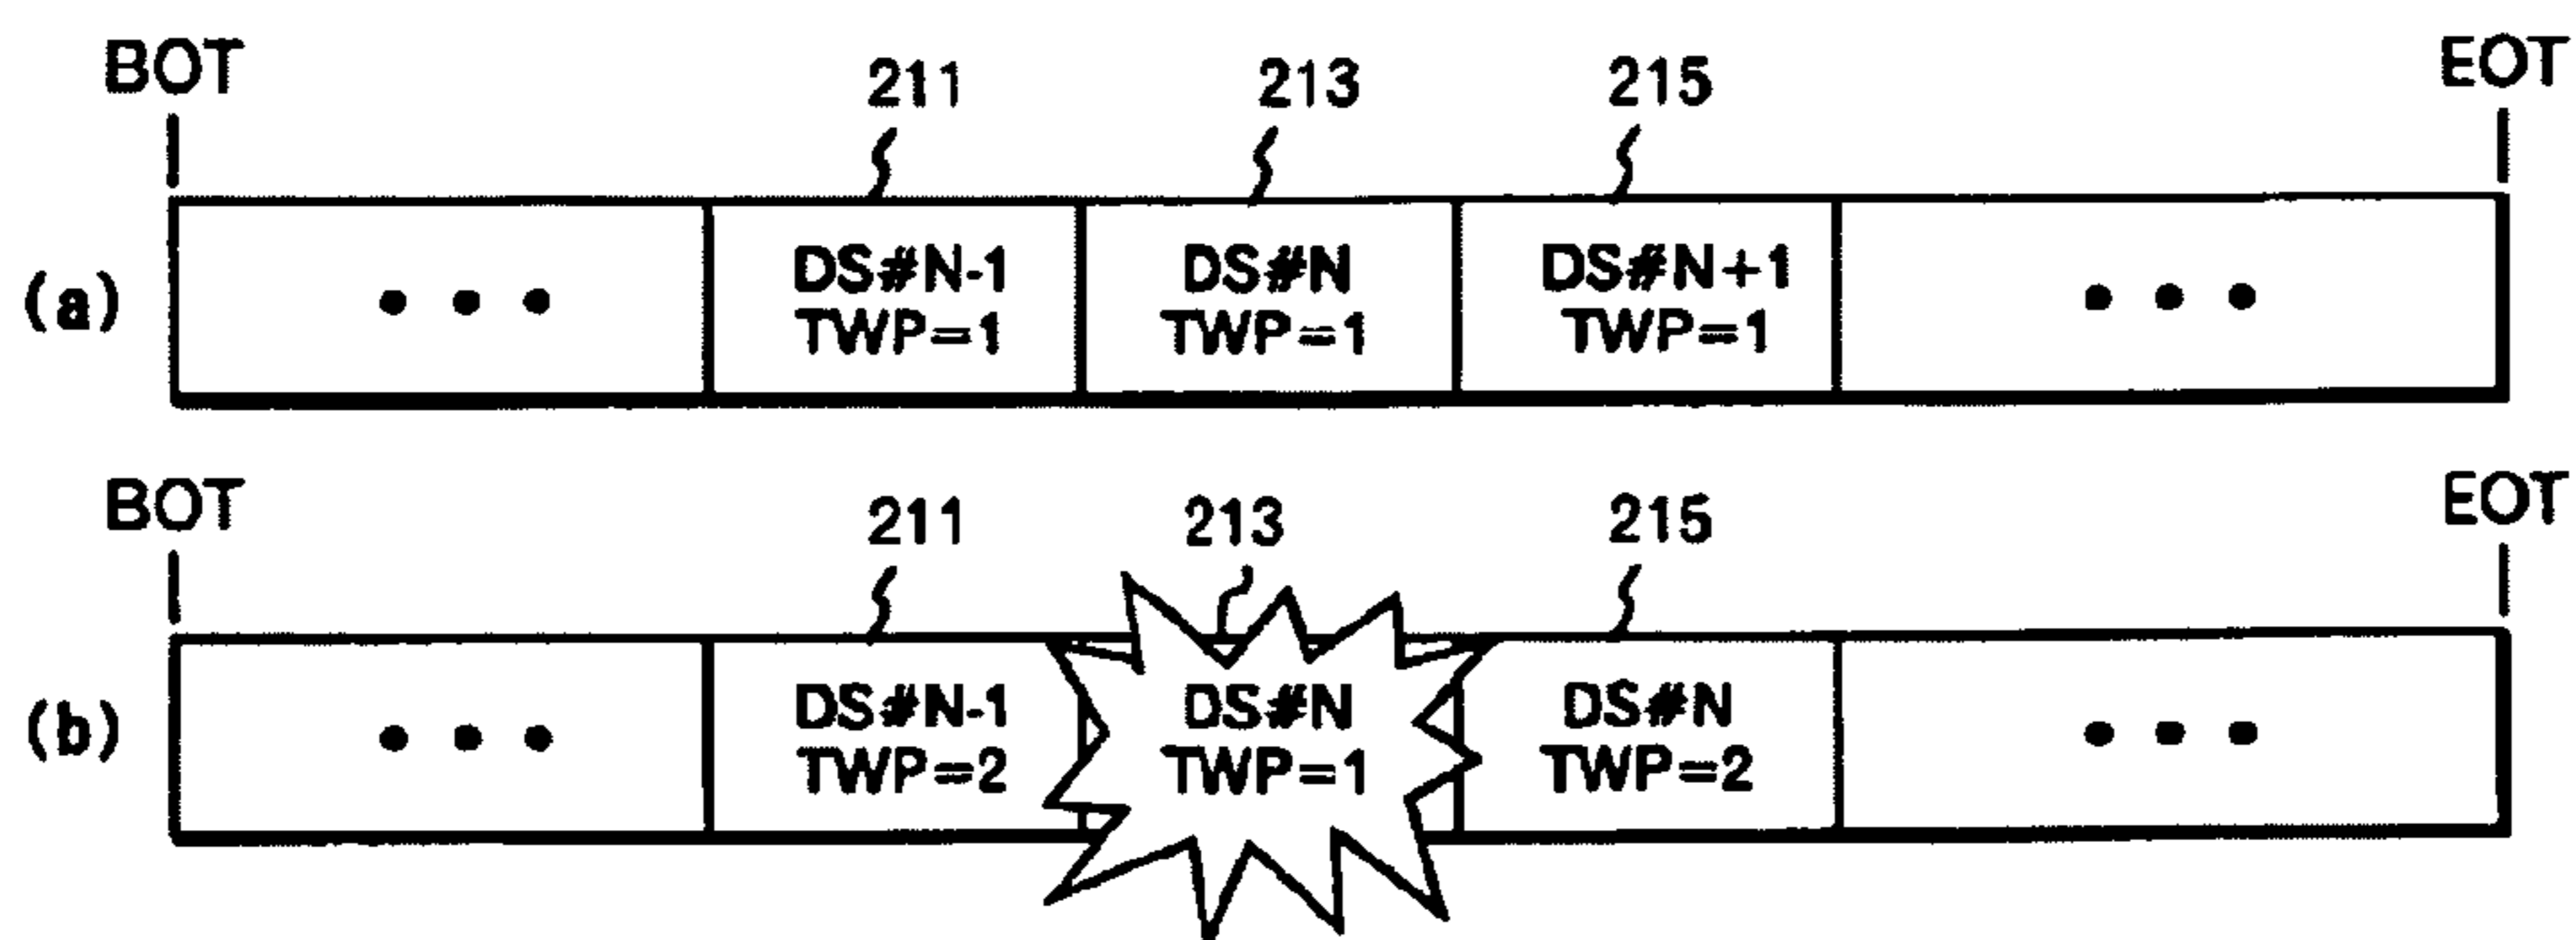 BOT
211
213
215
EOT
(a)
• • •
DS#N-1
TWP=1
DS#N
TWP=1
DS#N+1
TWP=1
• • •
BOT
211
213
215
EOT
(b)
• • •
DS#N-1
TWP=2
DS#N
TWP=1
DS#N
TWP=2
• • •